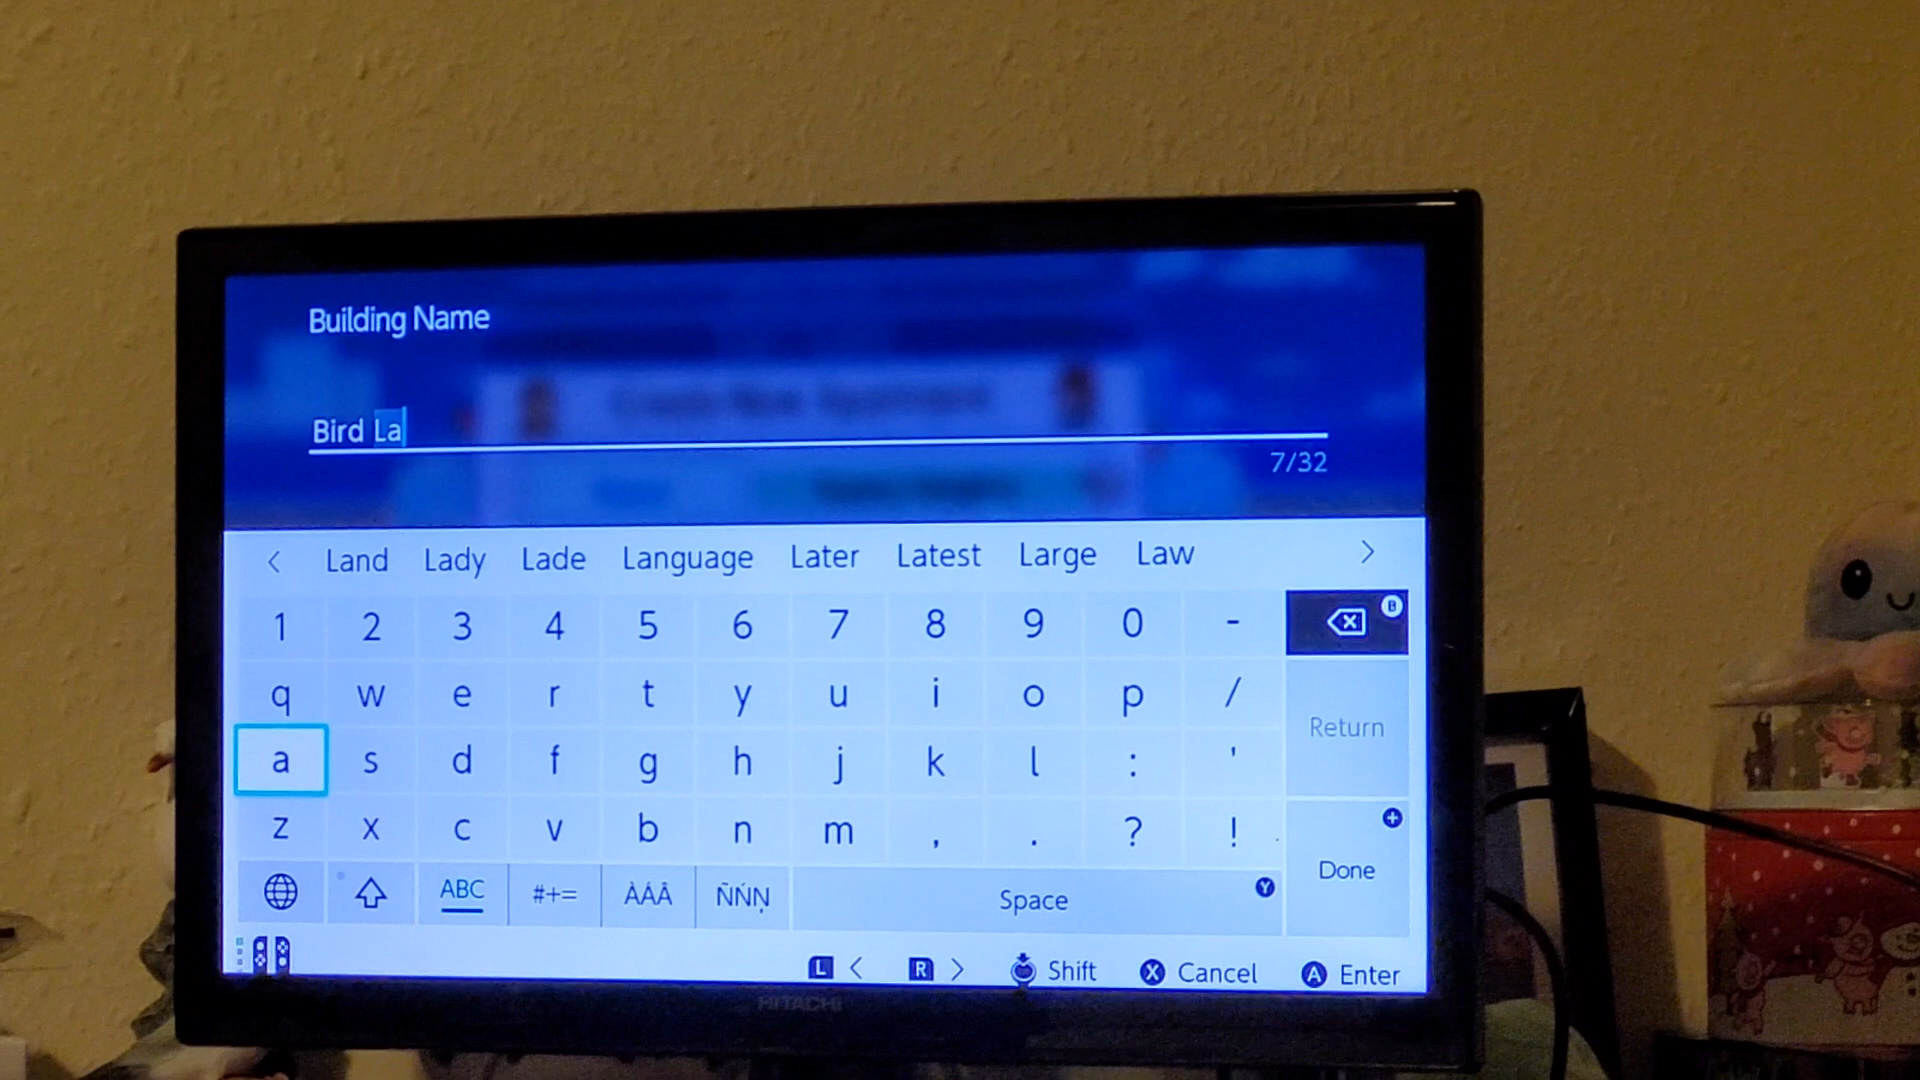 Building Name
Bird La
7/32
< Land Lady Lade Language Later Latest Large Law >
1 2 3 4 5 6 7 8 9 0 - B
q w e r t y u i o p / Return
a s d f g h j k l : '
z x c v b n m , . ? ! + Done
ABC #+= ÀÁÂ ÑŃŅ Space Y
L < R > Shift X Cancel A Enter
HITACHI